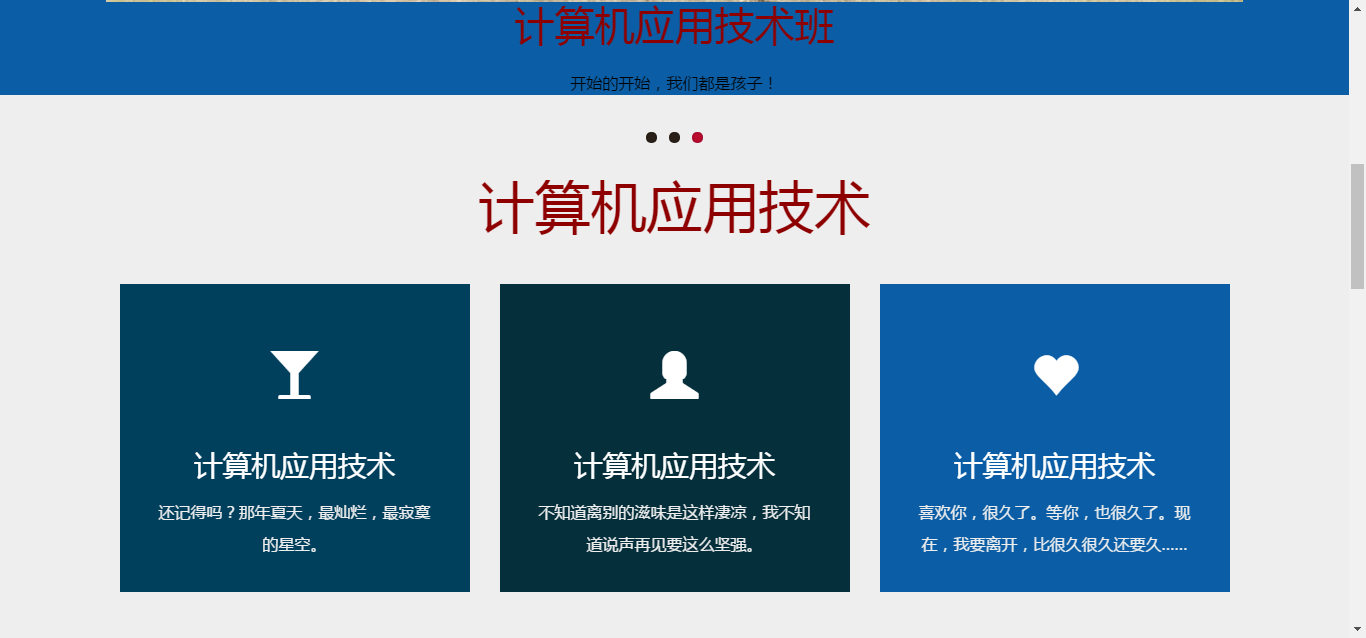 计算机应用技术班
开始的开始，我们都是孩子！
计算机应用技术
计算机应用技术
还记得吗？那年夏天，最灿烂，最寂寞
的星空。
计算机应用技术
不知道离别的滋味是这样凄凉，我不知
道说声再见要这么坚强。
计算机应用技术
喜欢你，很久了。等你，也很久了。现
在，我要离开，比很久很久还要久......